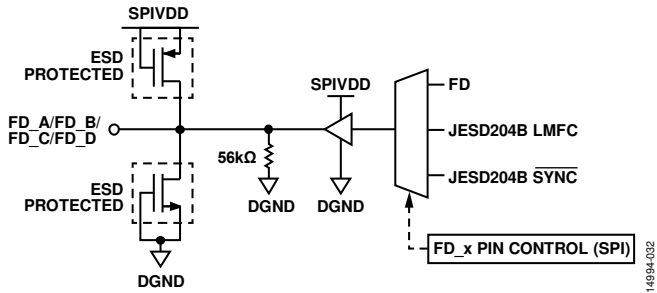 SPIVDD
ESD
PROTECTED
SPIVDD
FD
FD_A/FD_B/
FD_C/FD_D
JESD204B LMFC
56kΩ
JESD204B SYNC
ESD
PROTECTED
DGND
DGND
FD_x PIN CONTROL (SPI)
DGND
14994-032